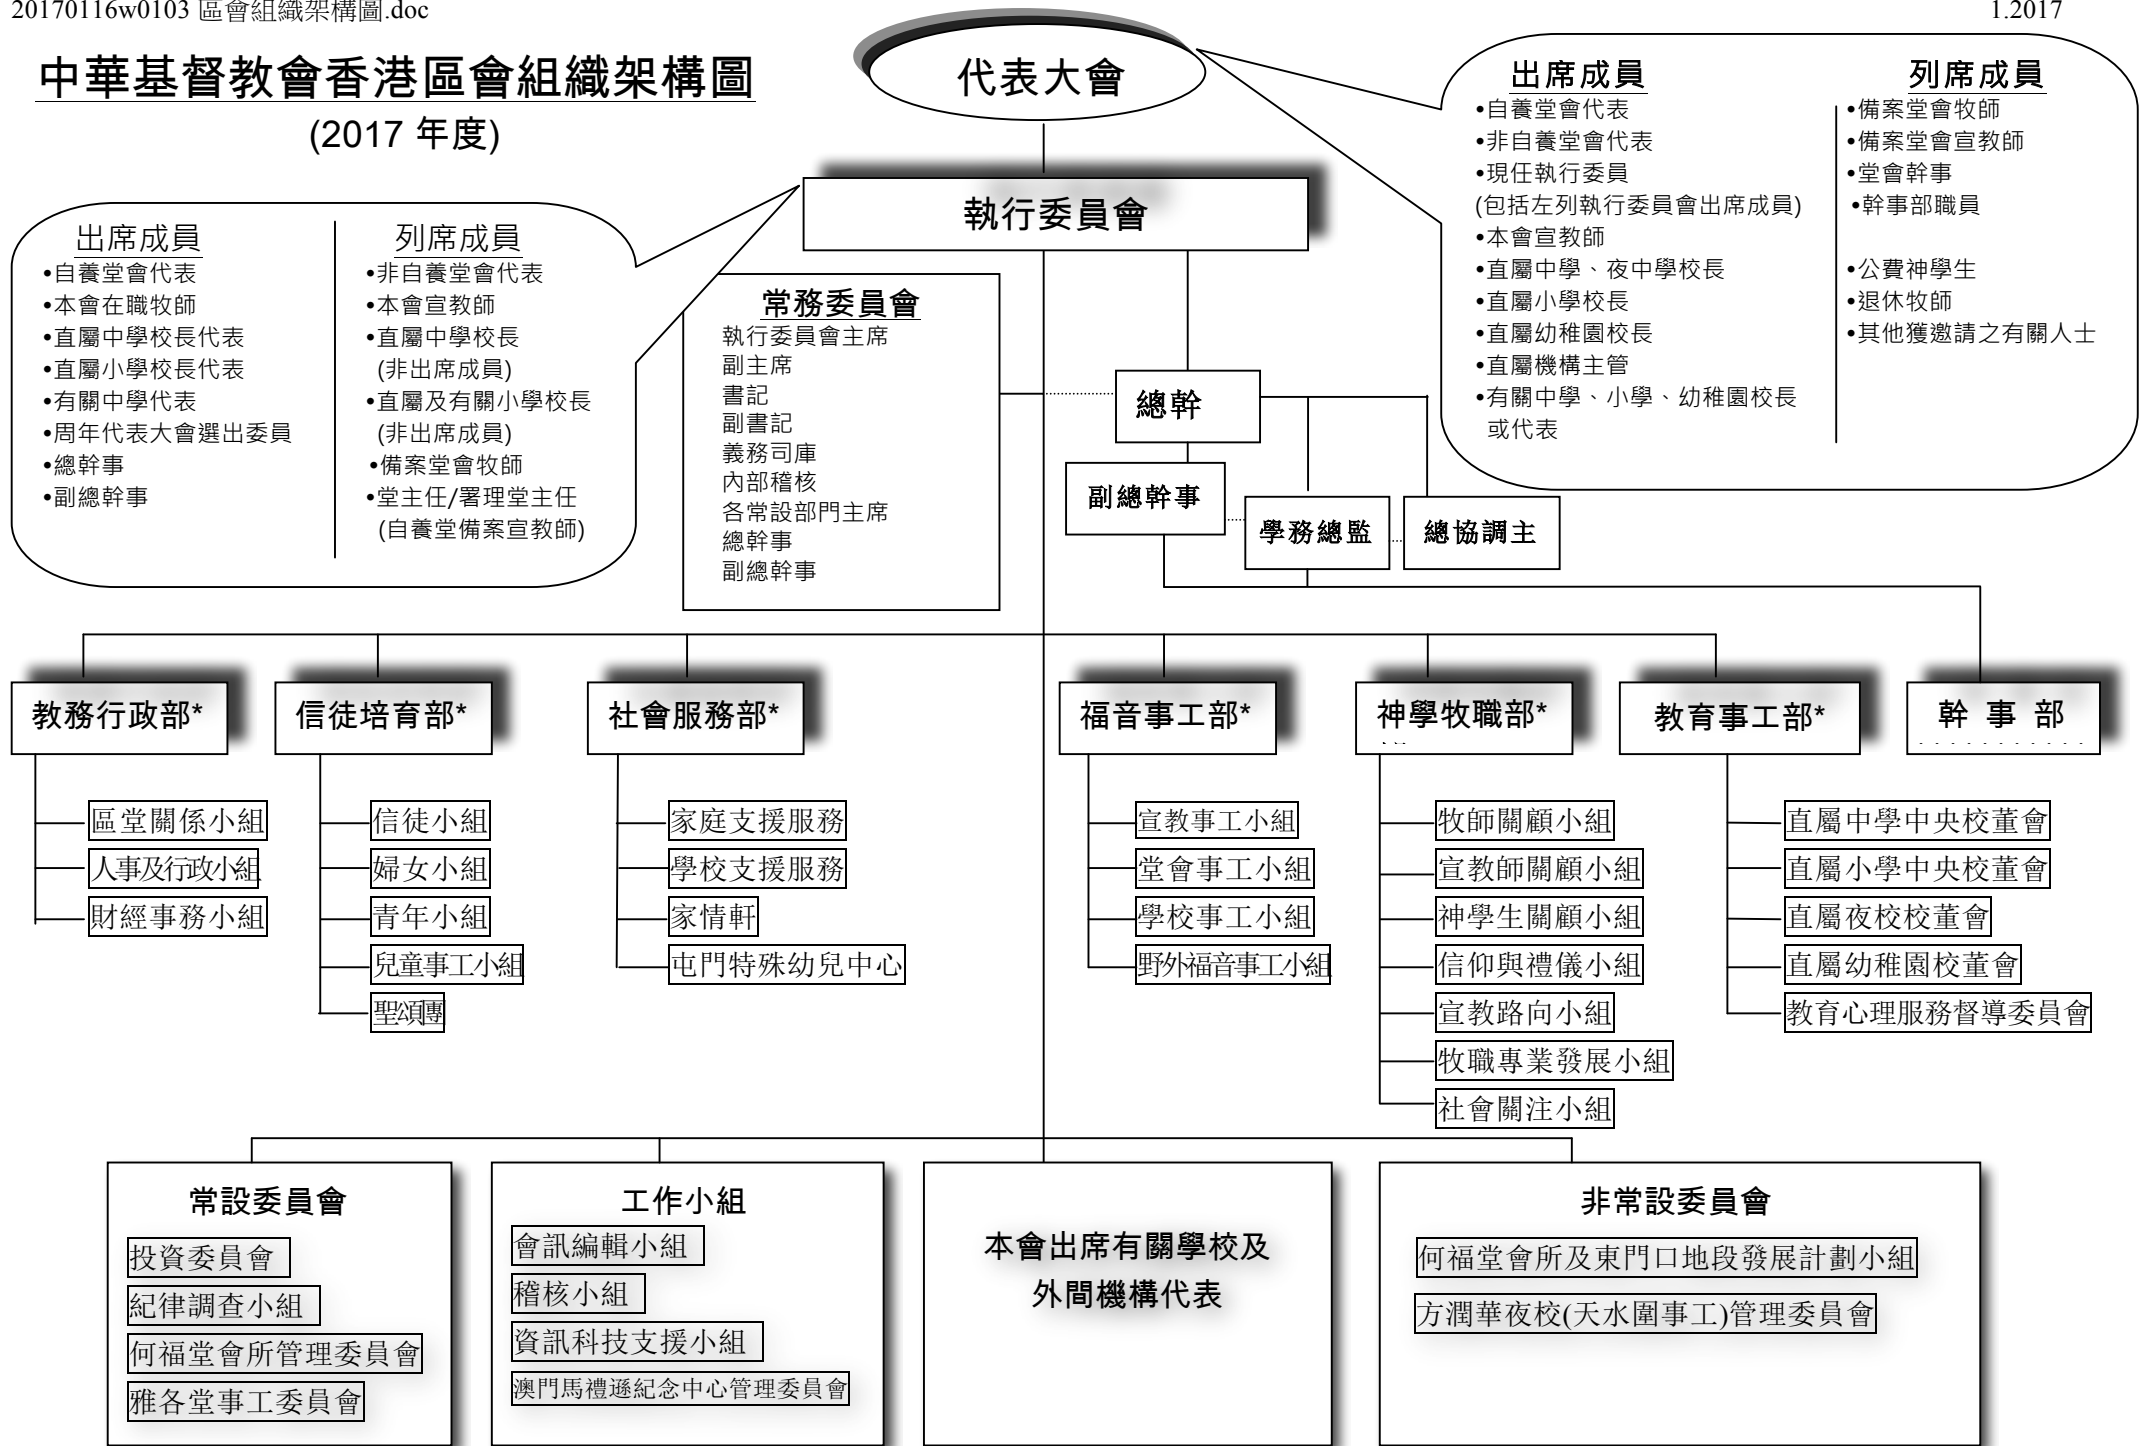 20170116w0103 區會組織架構圖.doc
1.2017
中華基督教會香港區會組織架構圖
(2017 年度)
代表大會
出席成員
•自養堂會代表
•非自養堂會代表
•現任執行委員
(包括左列執行委員會出席成員)
•本會宣教師
•直屬中學、夜中學校長
•直屬小學校長
•直屬幼稚園校長
•直屬機構主管
•有關中學、小學、幼稚園校長
或代表
列席成員
•備案堂會牧師
•備案堂會宣教師
•堂會幹事
•幹事部職員
•公費神學生
•退休牧師
•其他獲邀請之有關人士
執行委員會
出席成員
•自養堂會代表
•本會在職牧師
•直屬中學校長代表
•直屬小學校長代表
•有關中學代表
•周年代表大會選出委員
•總幹事
•副總幹事
列席成員
•非自養堂會代表
•本會宣教師
•直屬中學校長
(非出席成員)
•直屬及有關小學校長
(非出席成員)
•備案堂會牧師
•堂主任/署理堂主任
(自養堂備案宣教師)
常務委員會
執行委員會主席
副主席
書記
副書記
義務司庫
內部稽核
各常設部門主席
總幹事
副總幹事
總幹
副總幹事
學務總監
總協調主
教務行政部*
信徒培育部*
社會服務部*
福音事工部*
神學牧職部*
教育事工部*
幹 事 部
區堂關係小組
人事及行政小組
財經事務小組
信徒小組
婦女小組
青年小組
兒童事工小組
聖頌團
家庭支援服務
學校支援服務
家情軒
屯門特殊幼兒中心
宣教事工小組
堂會事工小組
學校事工小組
野外福音事工小組
牧師關顧小組
宣教師關顧小組
神學生關顧小組
信仰與禮儀小組
宣教路向小組
牧職專業發展小組
社會關注小組
直屬中學中央校董會
直屬小學中央校董會
直屬夜校校董會
直屬幼稚園校董會
教育心理服務督導委員會
常設委員會
投資委員會
紀律調查小組
何福堂會所管理委員會
雅各堂事工委員會
工作小組
會訊編輯小組
稽核小組
資訊科技支援小組
澳門馬禮遜紀念中心管理委員會
本會出席有關學校及
外間機構代表
非常設委員會
何福堂會所及東門口地段發展計劃小組
方潤華夜校(天水圍事工)管理委員會